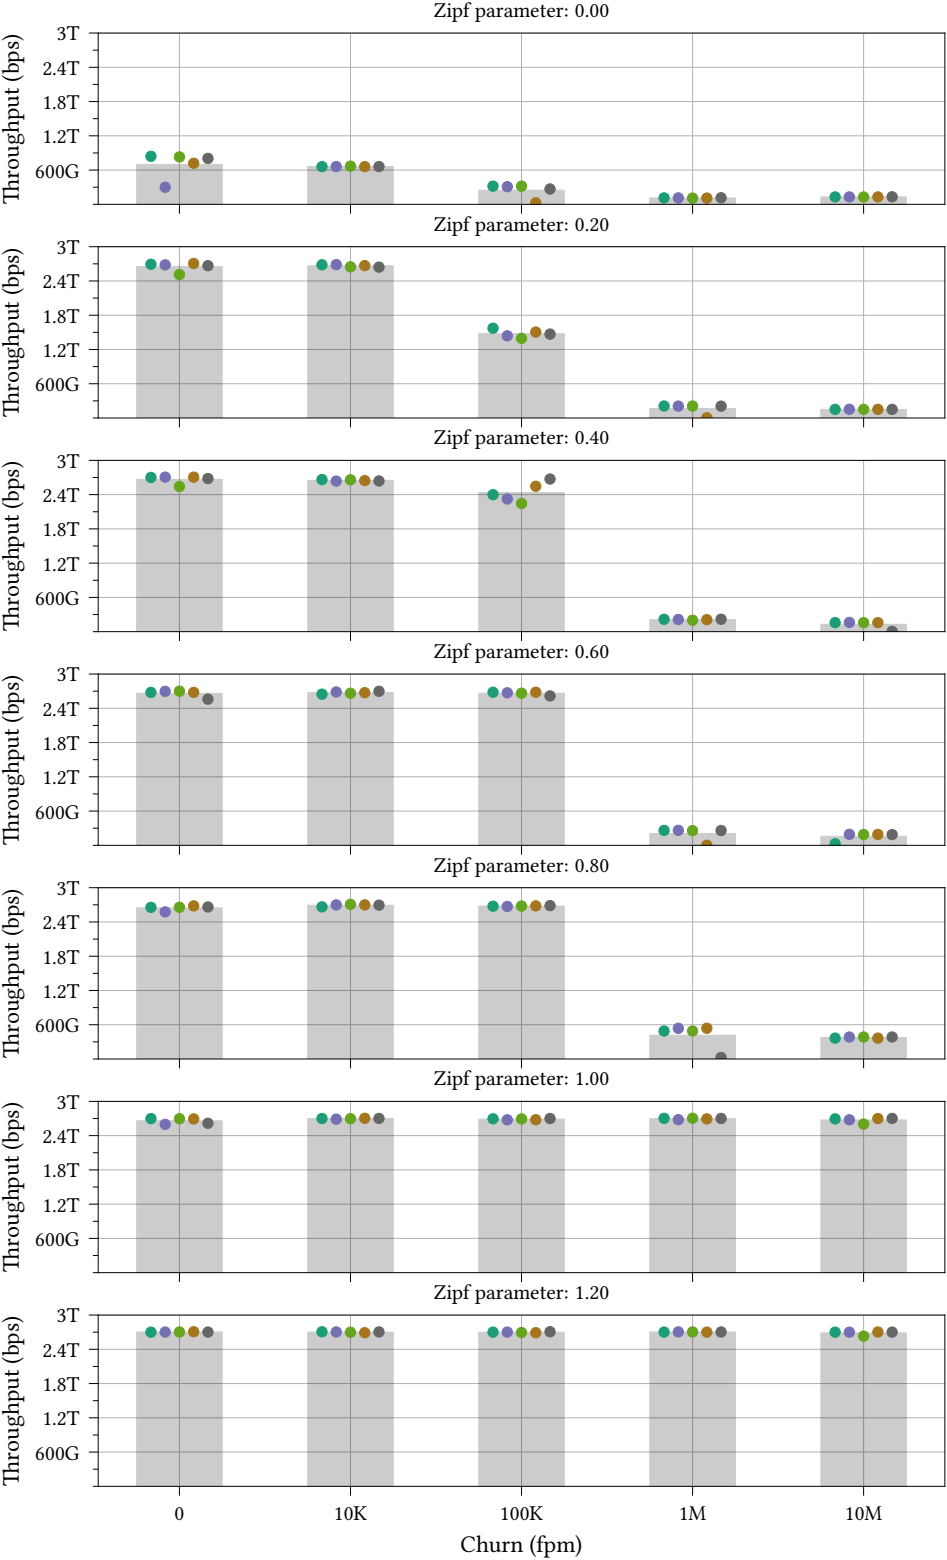 Zipf parameter: 0.00
Throughput (bps)
3T
2.4T
1.8T
1.2T
600G
Zipf parameter: 0.20
Throughput (bps)
3T
2.4T
1.8T
1.2T
600G
Zipf parameter: 0.40
Throughput (bps)
3T
2.4T
1.8T
1.2T
600G
Zipf parameter: 0.60
Throughput (bps)
3T
2.4T
1.8T
1.2T
600G
Zipf parameter: 0.80
Throughput (bps)
3T
2.4T
1.8T
1.2T
600G
Zipf parameter: 1.00
Throughput (bps)
3T
2.4T
1.8T
1.2T
600G
Zipf parameter: 1.20
Throughput (bps)
3T
2.4T
1.8T
1.2T
600G
0 10K 100K 1M 10M
Churn (fpm)